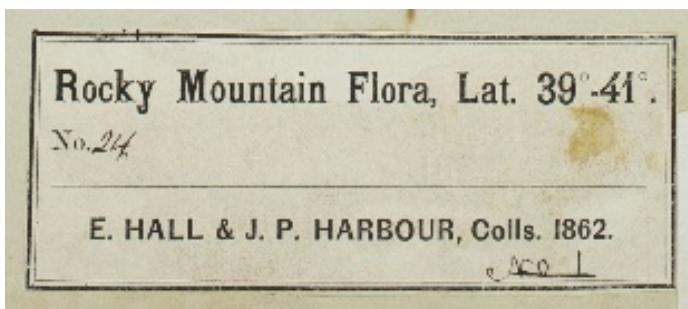 Rocky Mountain Flora, Lat. 39°-41°.
No. 24
E. HALL & J. P. HARBOUR, Colls. 1862.